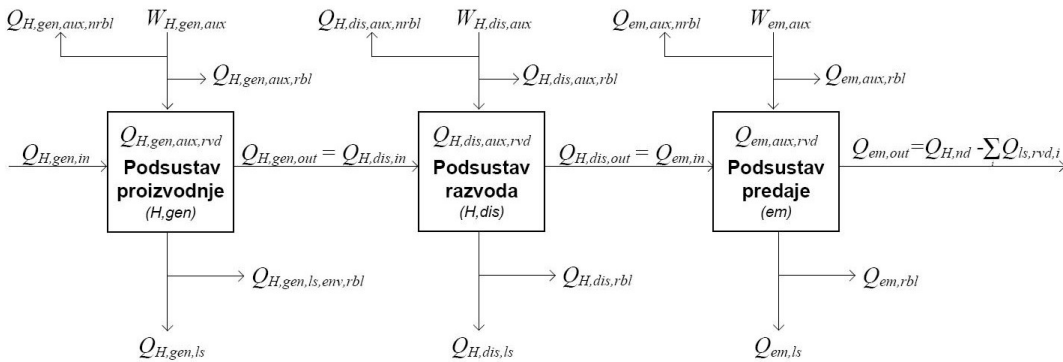 Q_{H,gen,aux,nrbl} W_{H,gen,aux} Q_{H,dis,aux,nrbl} W_{H,dis,aux} Q_{em,aux,nrbl} W_{em,aux}
Q_{H,gen,aux,rbl} Q_{H,dis,aux,rbl} Q_{em,aux,rbl}
Q_{H,gen,in}
Q_{H,gen,aux,rvd}
Podsustav
proizvodnje
(H,gen)
Q_{H,gen,out} = Q_{H,dis,in}
Q_{H,dis,aux,rvd}
Podsustav
razvoda
(H,dis)
Q_{H,dis,out} = Q_{em,in}
Q_{em,aux,rvd}
Podsustav
predaje
(em)
Q_{em,out}=Q_{H,nd} -∑Q_{ls,rvd,i}
Q_{H,gen,ls,env,rbl} Q_{H,dis,rbl} Q_{em,rbl}
Q_{H,gen,ls} Q_{H,dis,ls} Q_{em,ls}